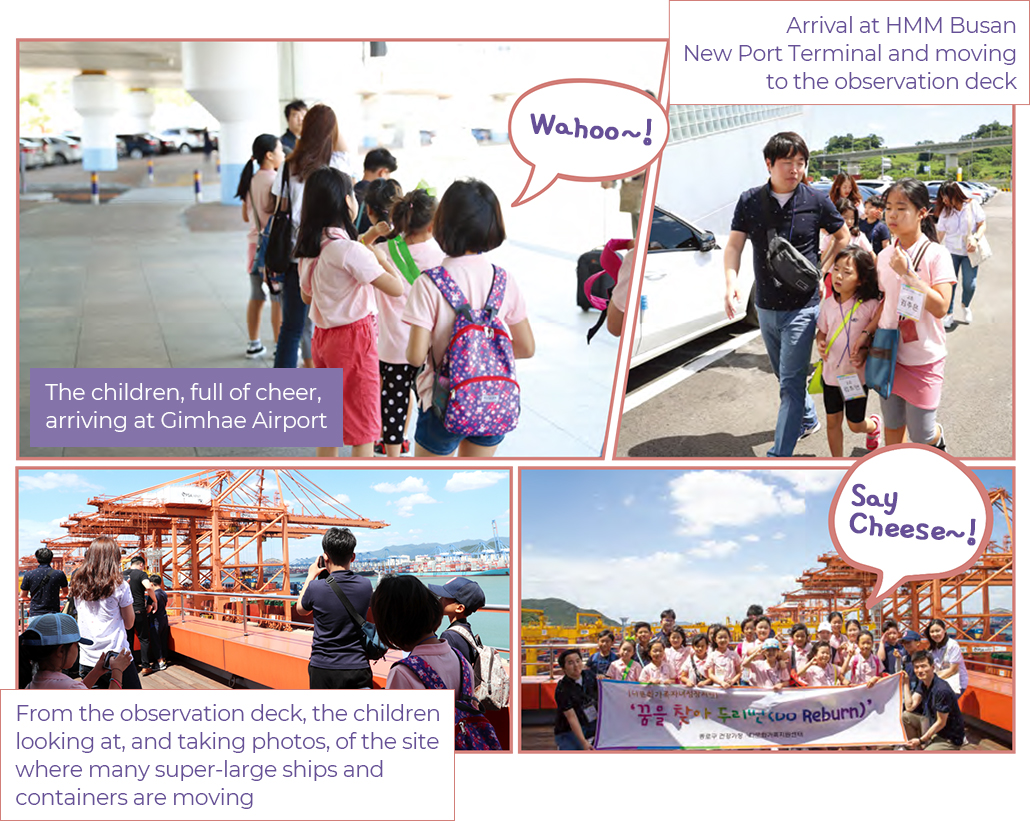 Arrival at HMM Busan
New Port Terminal and moving
to the observation deck
Wahoo~!
The children, full of cheer,
arriving at Gimhae Airport
Say
Cheese~!
'꿈을 찾아 두리번(Do Reburn)'
From the observation deck, the children
looking at, and taking photos, of the site
where many super-large ships and
containers are moving